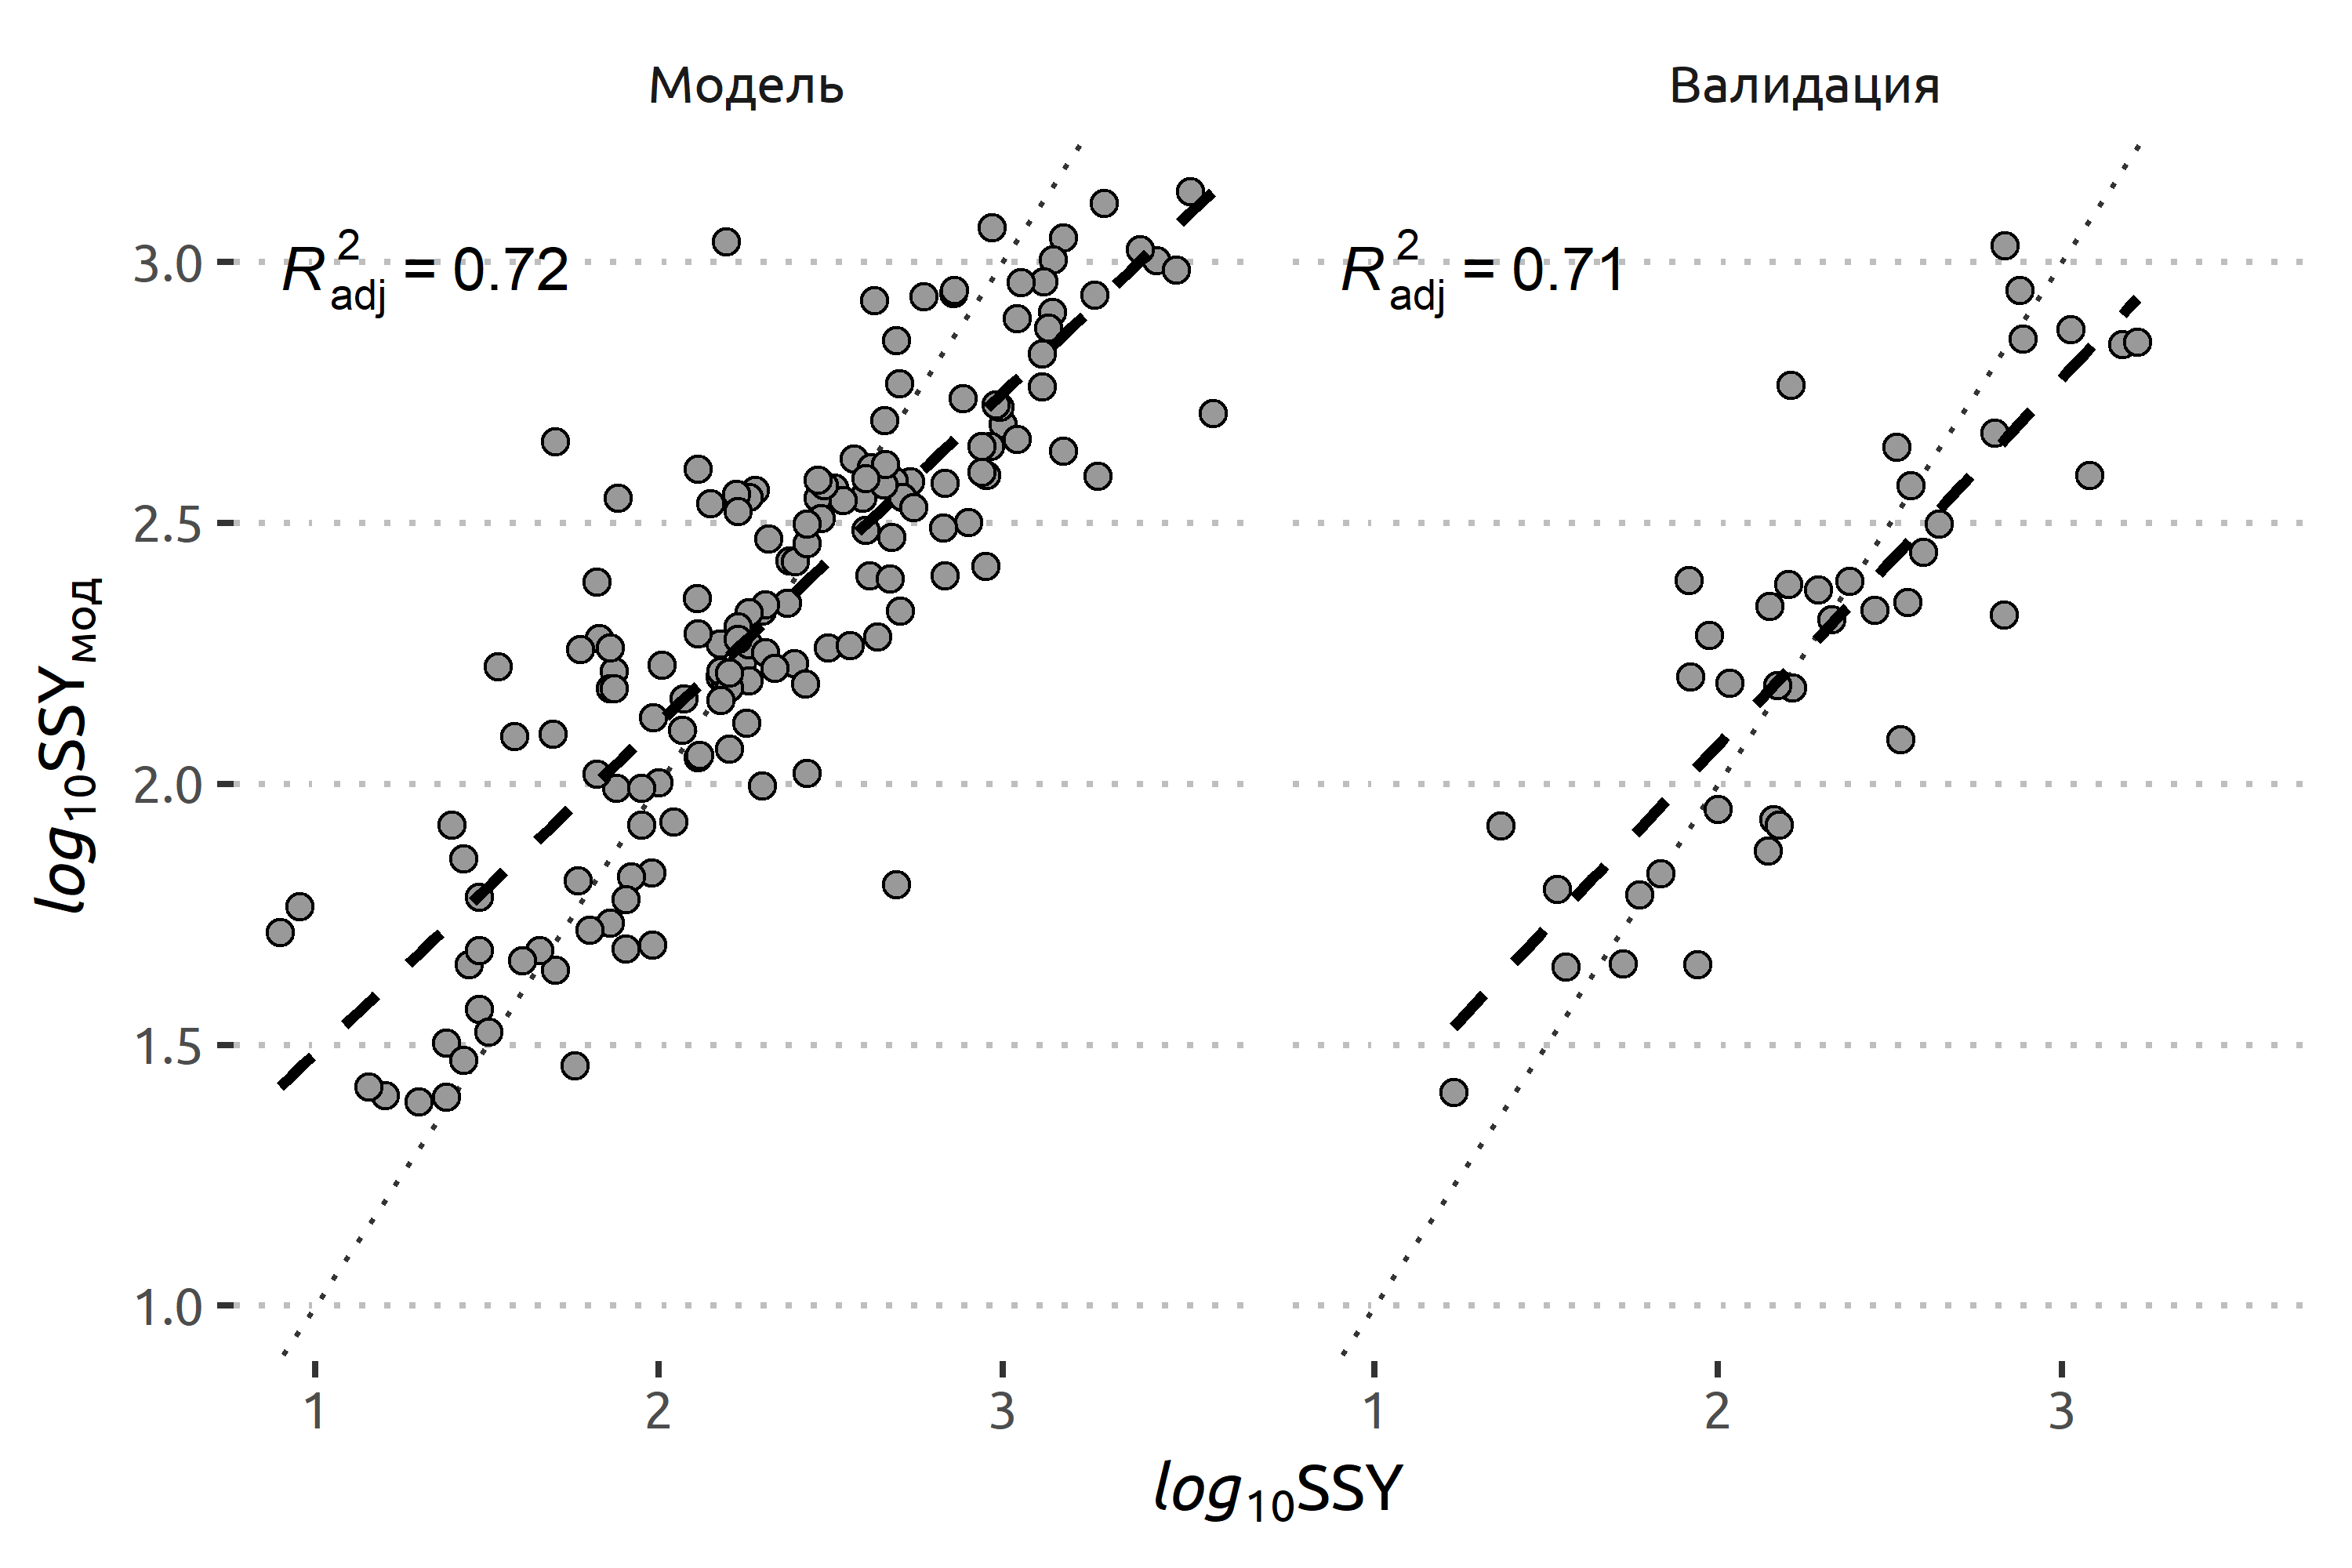 Модель
Валидация
R²adj = 0.72
R²adj = 0.71
3.0
2.5
2.0
1.5
1.0
log₁₀SSYмод
1 2 3
1 2 3
log₁₀SSY